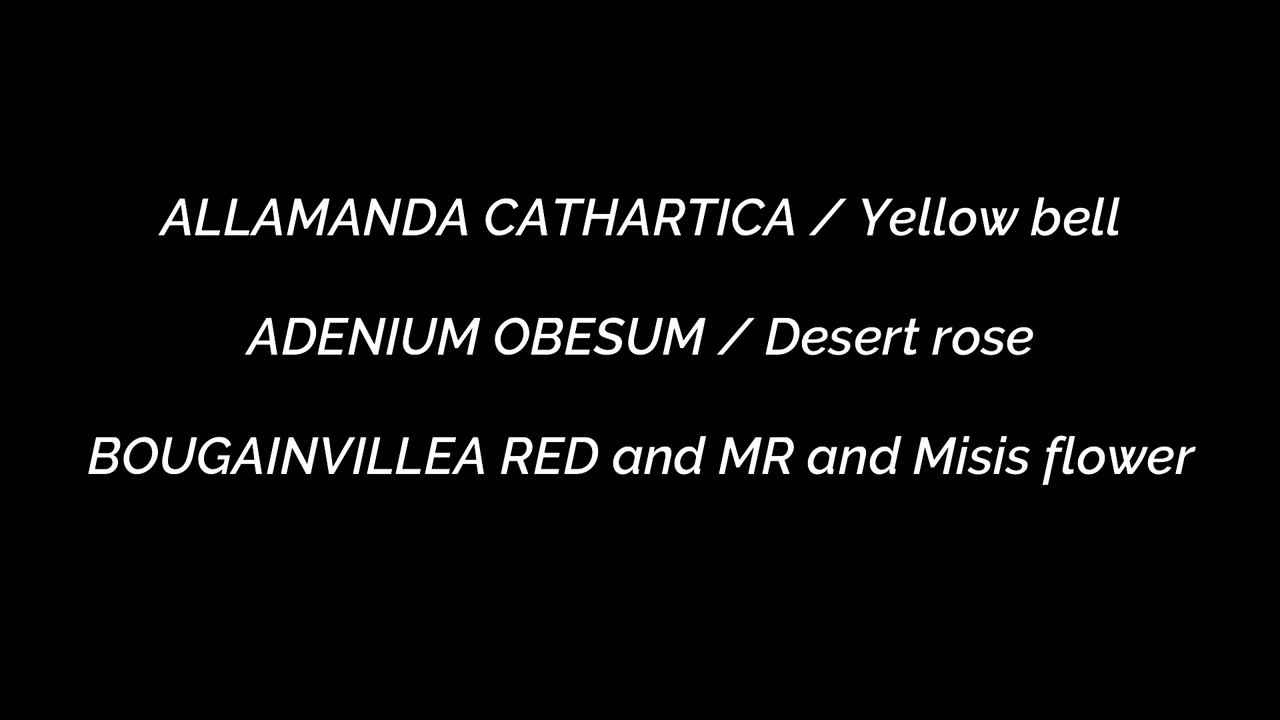 ALLAMANDA CATHARTICA / Yellow bell
ADENIUM OBESUM / Desert rose
BOUGAINVILLEA RED and MR and Misis flower